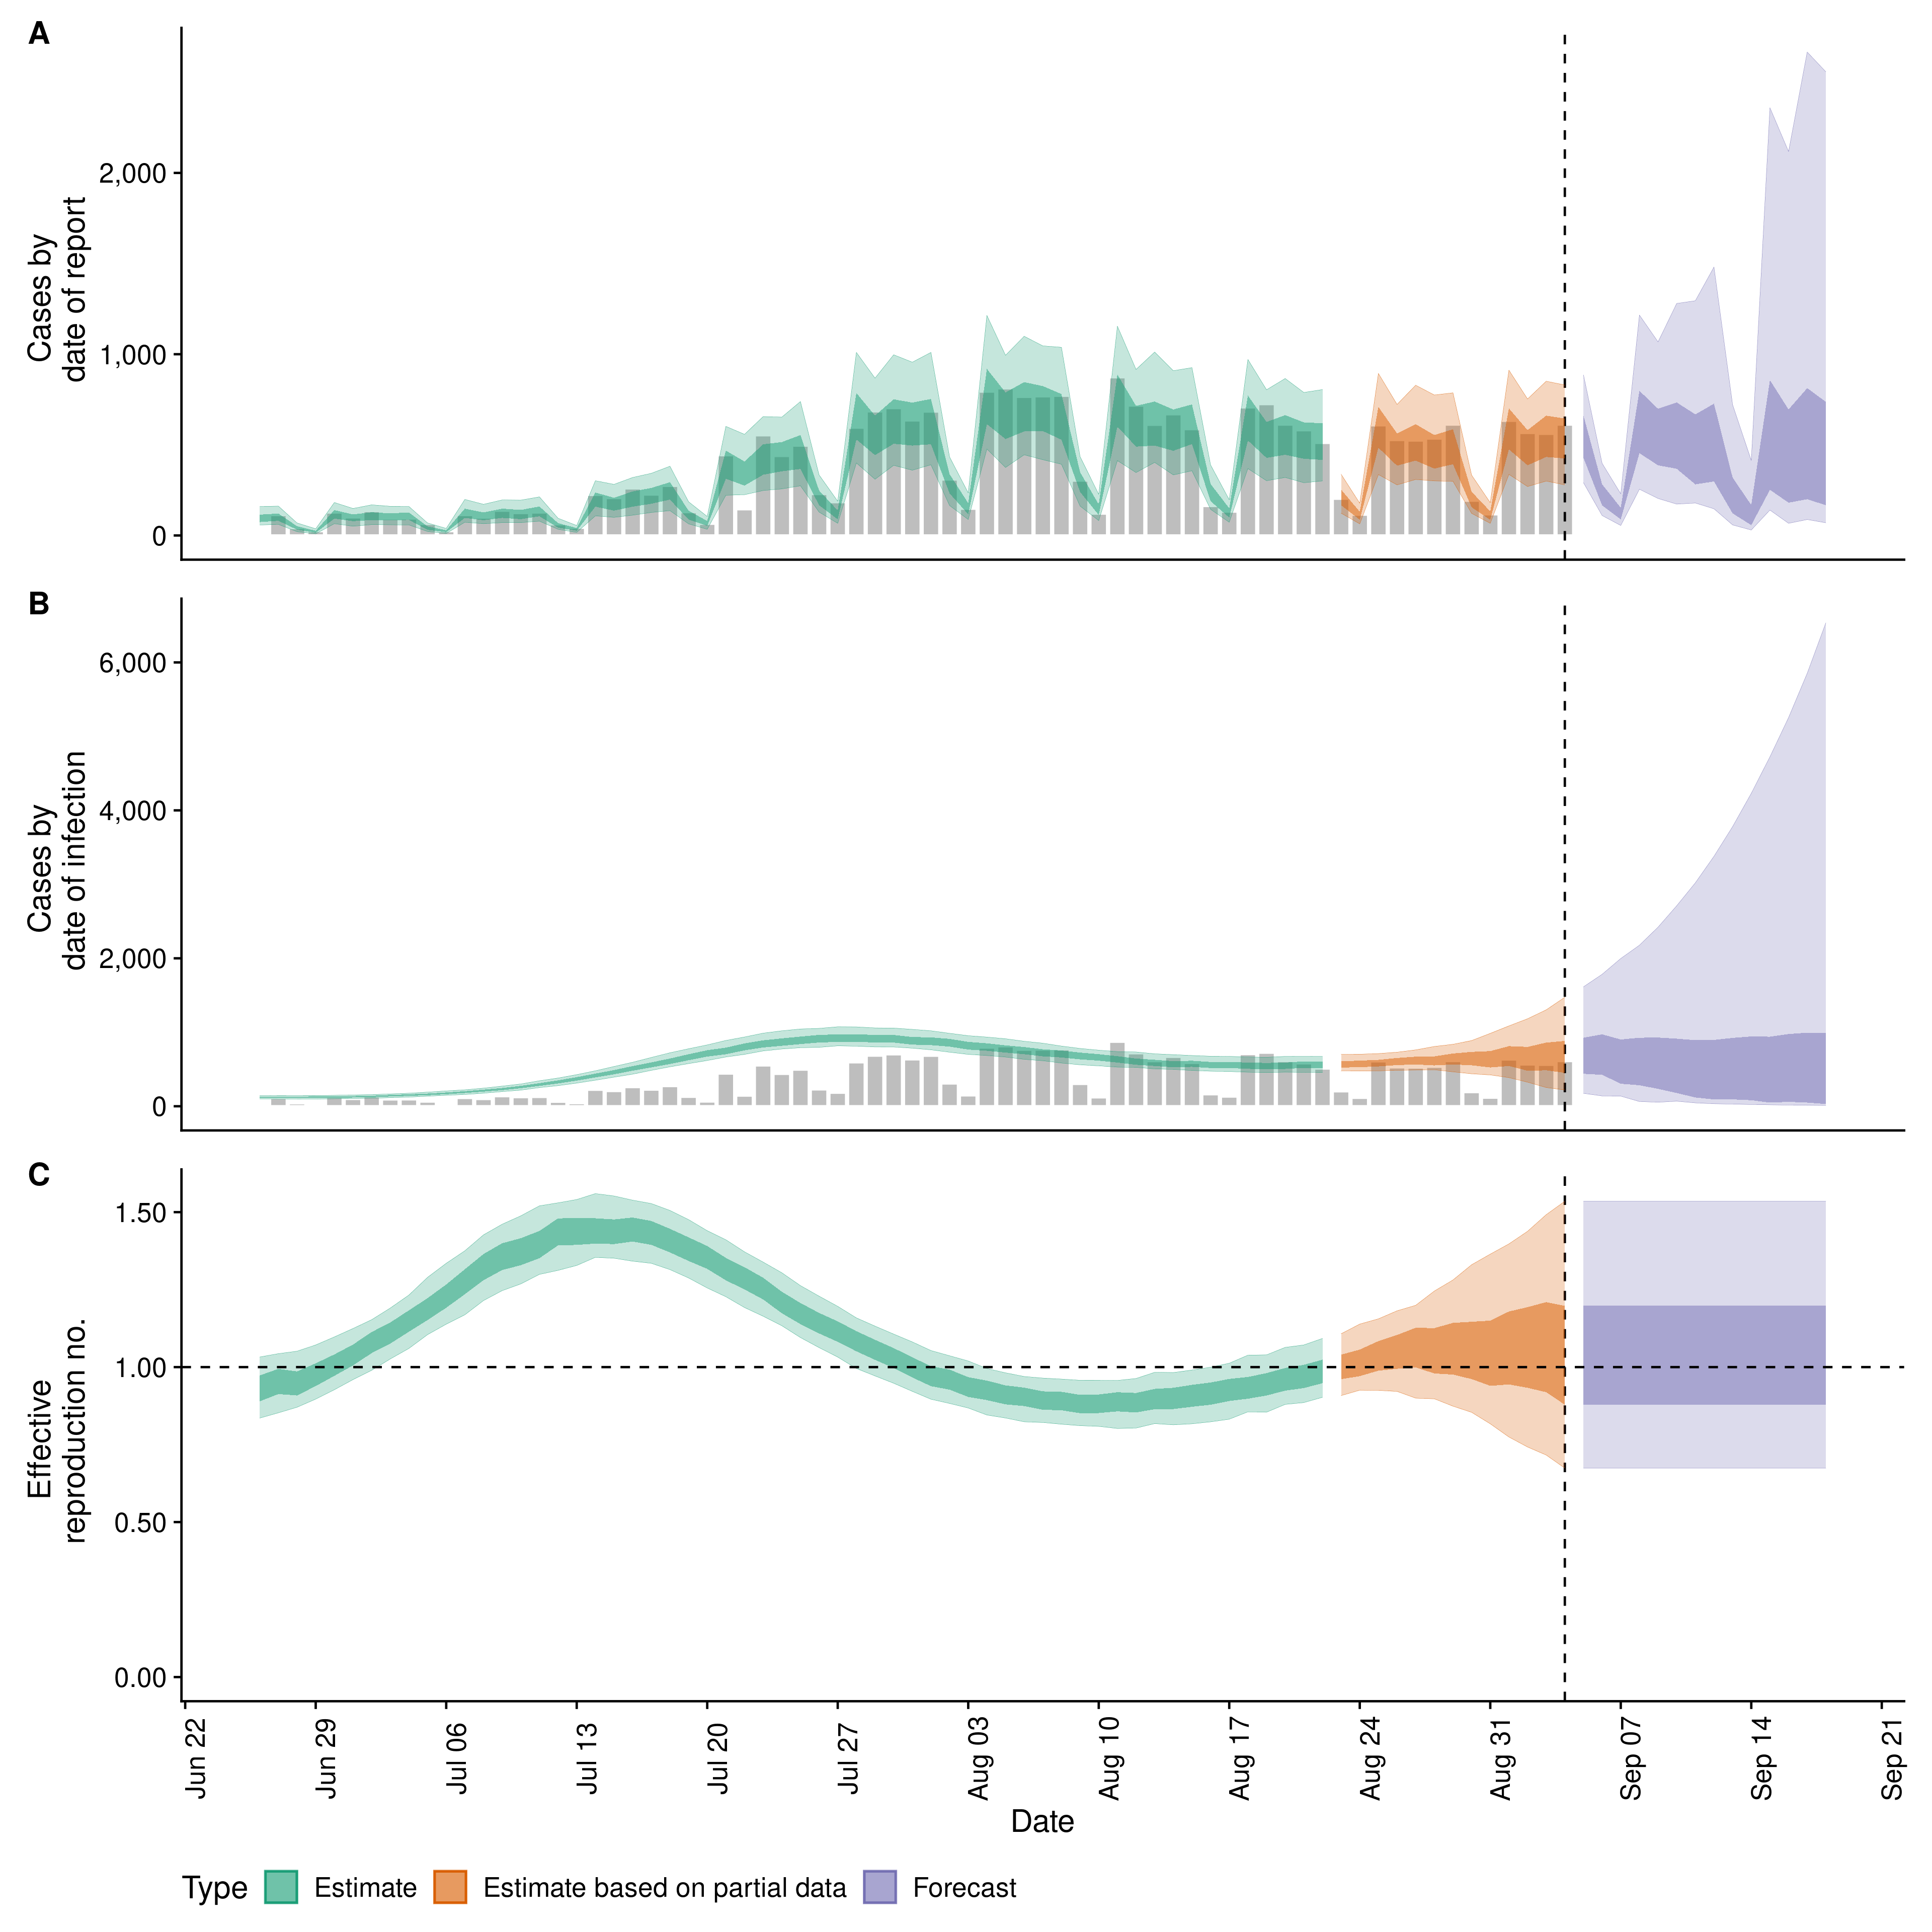 A
Cases by
date of report
2,000
1,000
0
B
Cases by
date of infection
6,000
4,000
2,000
0
C
Effective
reproduction no.
1.50
1.00
0.50
0.00
Jun 22
Jun 29
Jul 06
Jul 13
Jul 20
Jul 27
Aug 03
Aug 10
Aug 17
Aug 24
Aug 31
Sep 07
Sep 14
Sep 21
Date
Type Estimate Estimate based on partial data Forecast